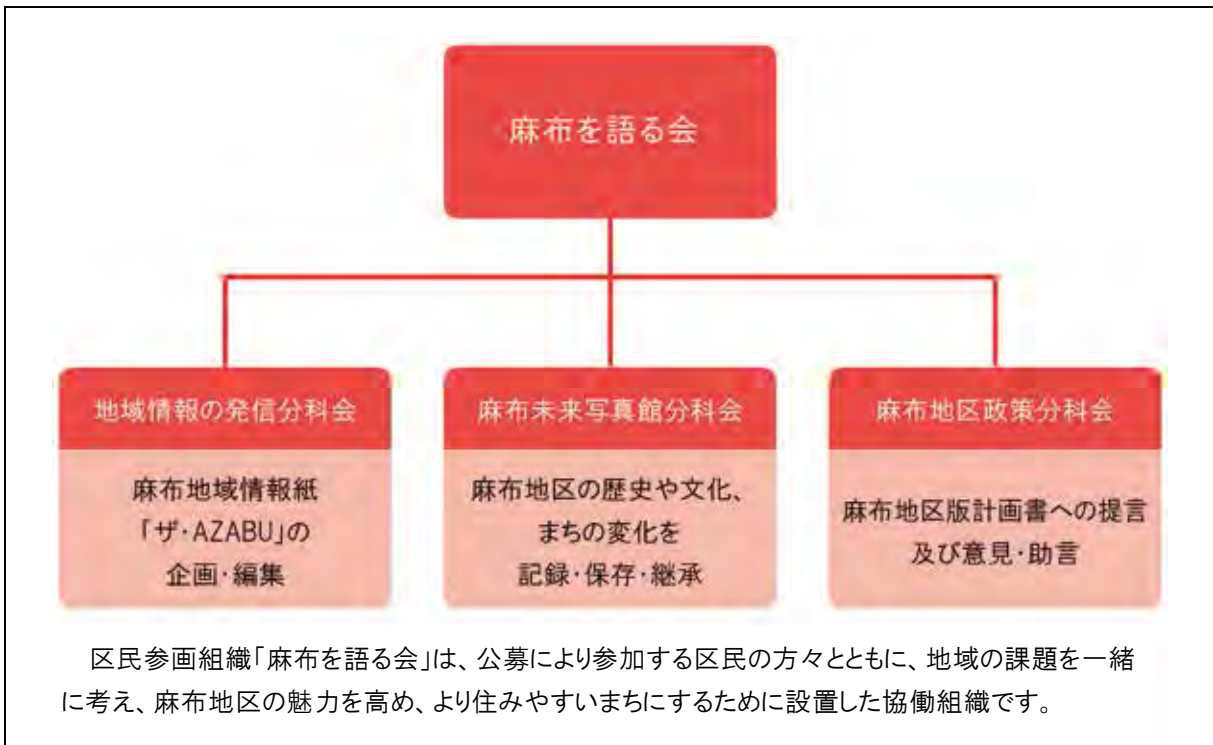 麻布を語る会
地域情報の発信分科会
麻布地域情報紙
「ザ・AZABU」の
企画・編集
麻布未来写真館分科会
麻布地区の歴史や文化、
まちの変化を
記録・保存・継承
麻布地区政策分科会
麻布地区版計画書への提言
及び意見・助言
区民参画組織「麻布を語る会」は、公募により参加する区民の方々とともに、地域の課題を一緒
に考え、麻布地区の魅力を高め、より住みやすいまちにするために設置した協働組織です。